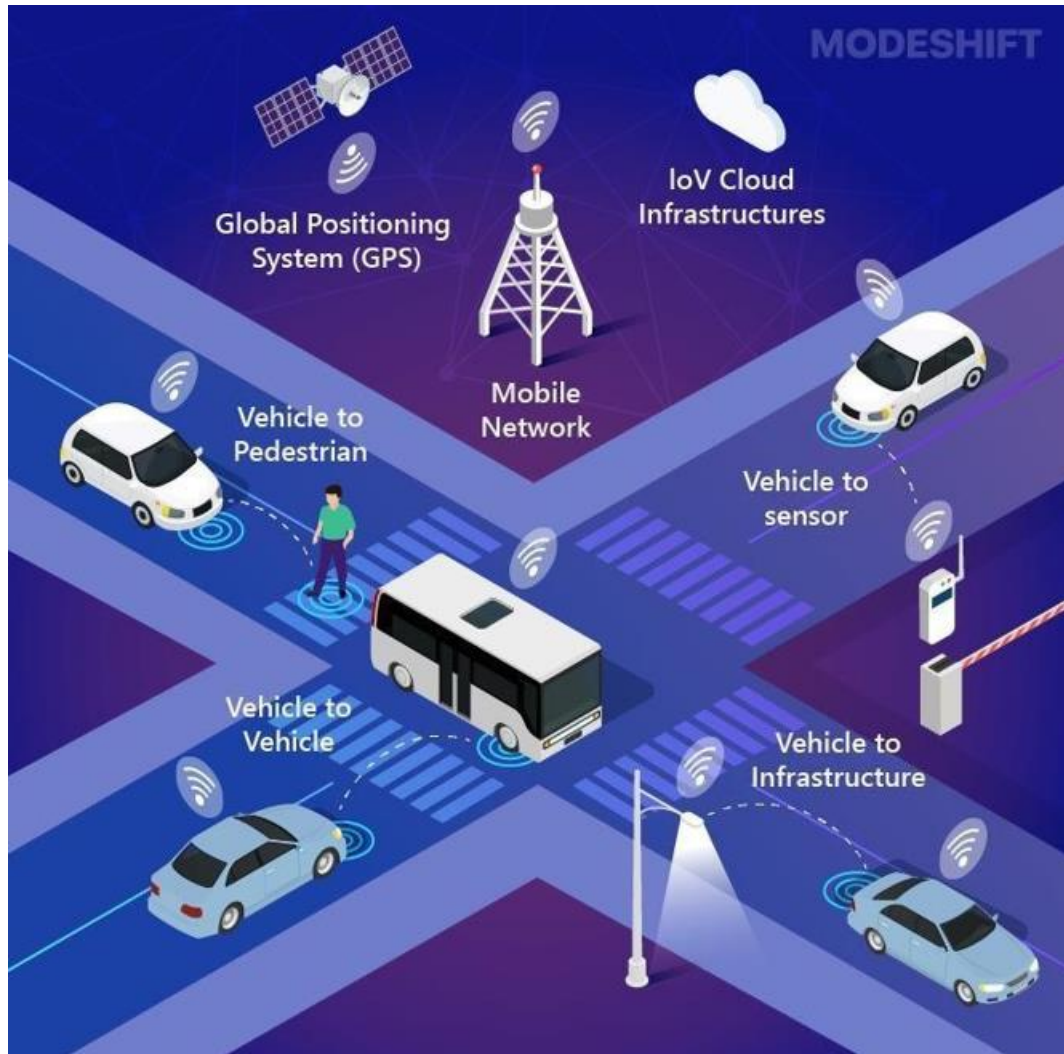 MODESHIFT
Global Positioning
System (GPS)
IoV Cloud
Infrastructures
Mobile
Network
Vehicle to
Pedestrian
Vehicle to
sensor
Vehicle to
Vehicle
Vehicle to
Infrastructure